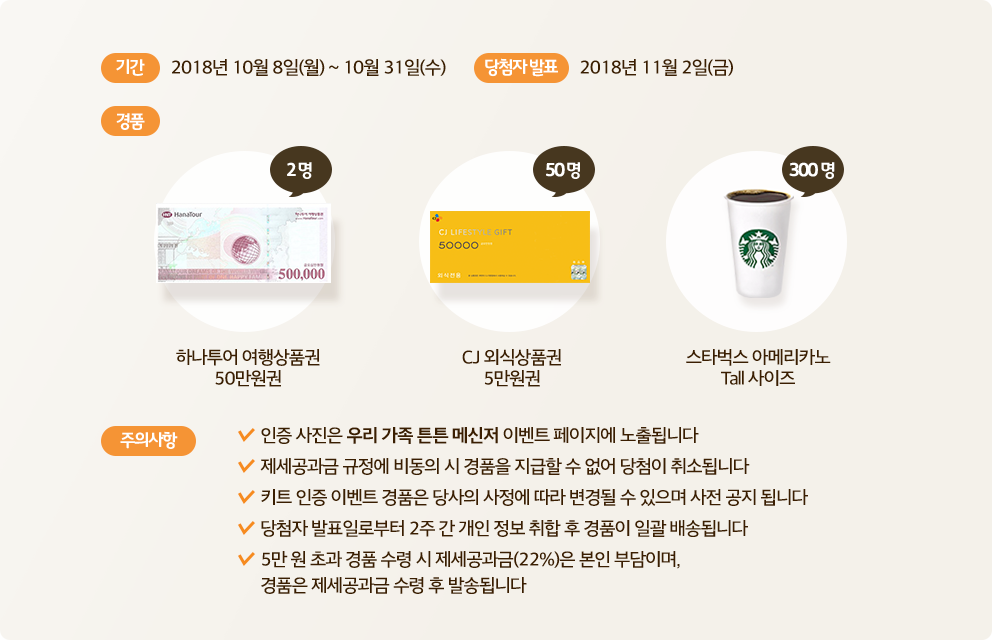 기간 2018년 10월 8일(월) ~ 10월 31일(수) 당첨자 발표 2018년 11월 2일(금)
경품
2 명 50 명 300 명
HanaTour
500,000
CJ LIFESTYLE GIFT
50000
하나투어 여행상품권
50만원권
CJ 외식상품권
5만원권
스타벅스 아메리카노
Tall 사이즈
주의사항
인증 사진은 우리 가족 튼튼 메신저 이벤트 페이지에 노출됩니다
제세공과금 규정에 비동의 시 경품을 지급할 수 없어 당첨이 취소됩니다
키트 인증 이벤트 경품은 당사의 사정에 따라 변경될 수 있으며 사전 공지 됩니다
당첨자 발표일로부터 2주 간 개인 정보 취합 후 경품이 일괄 배송됩니다
5만 원 초과 경품 수령 시 제세공과금(22%)은 본인 부담이며,
경품은 제세공과금 수령 후 발송됩니다